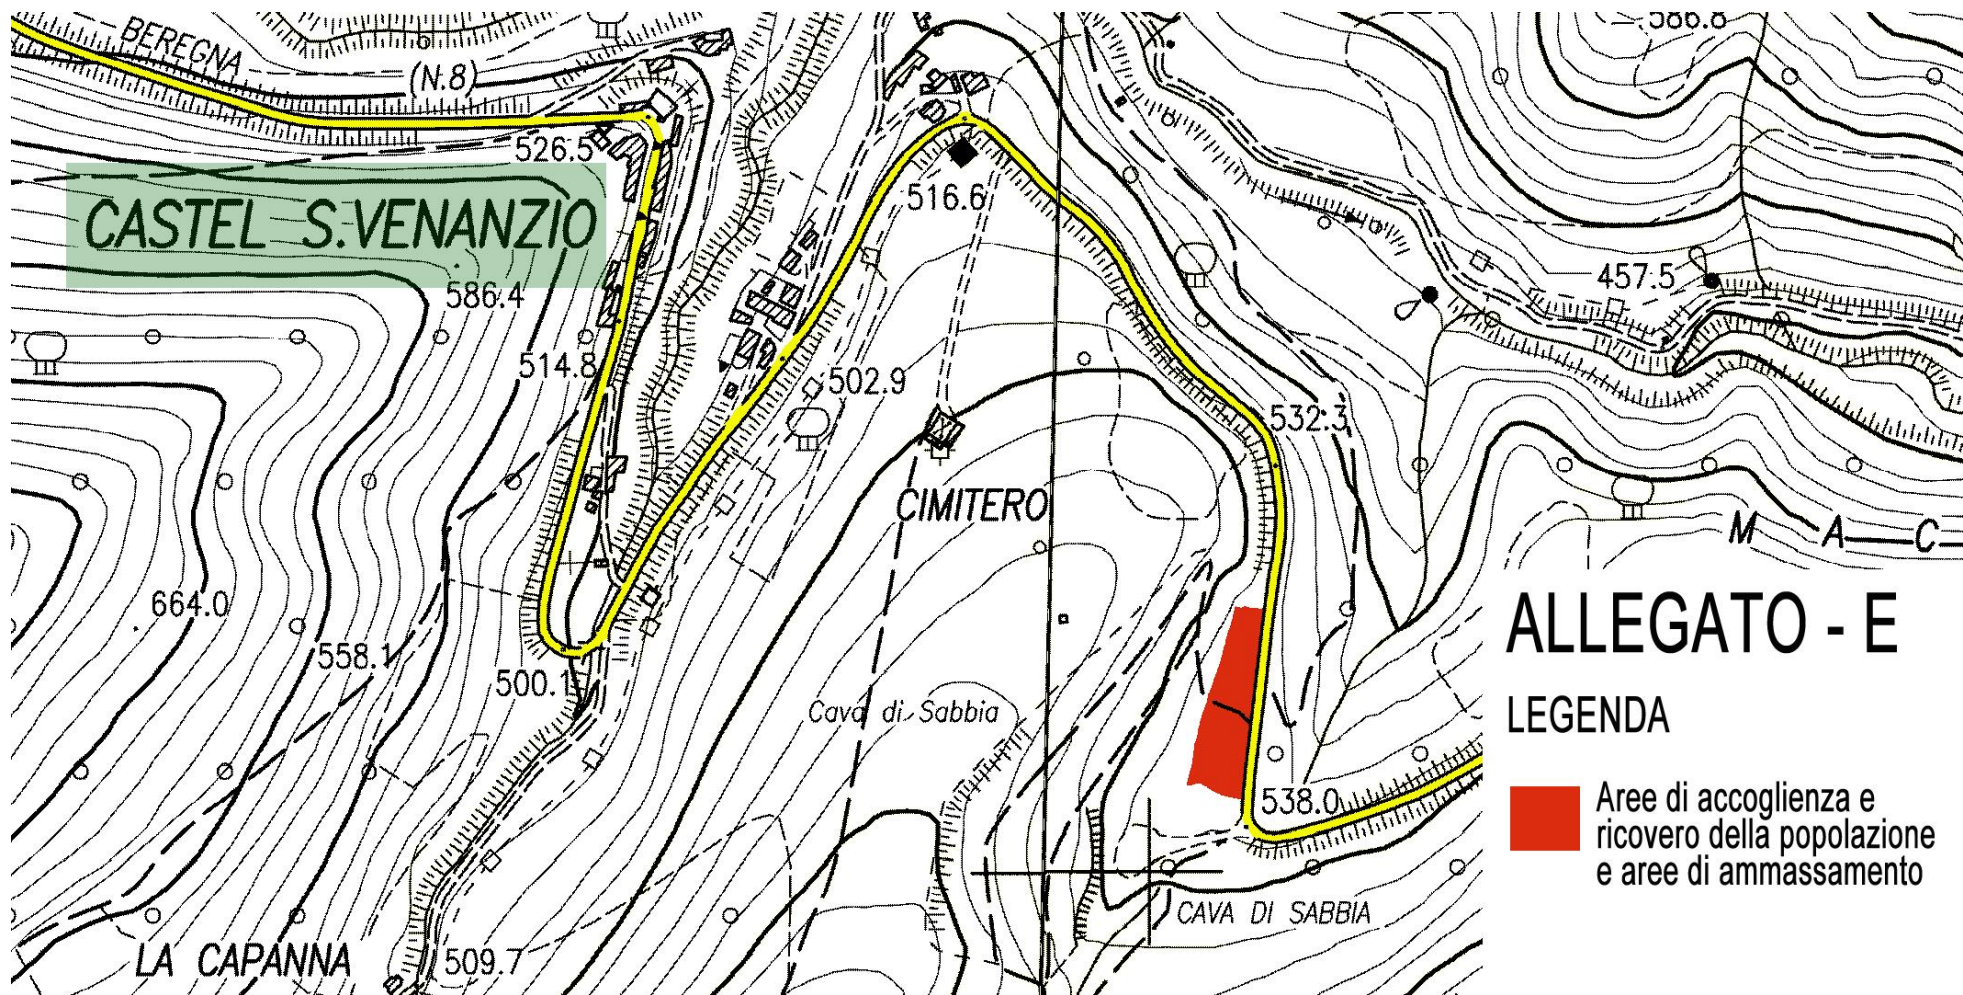 586.8
BEREGNA
(N.8)
526.5
516.6
CASTEL S.VENANZIO
586.4
457.5
514.8
502.9
532.3
CIMITERO
M A C
664.0
558.1
500.1
Cava di Sabbia
538.0
CAVA DI SABBIA
LA CAPANNA
509.7
ALLEGATO - E
LEGENDA
Aree di accoglienza e
ricovero della popolazione
e aree di ammassamento